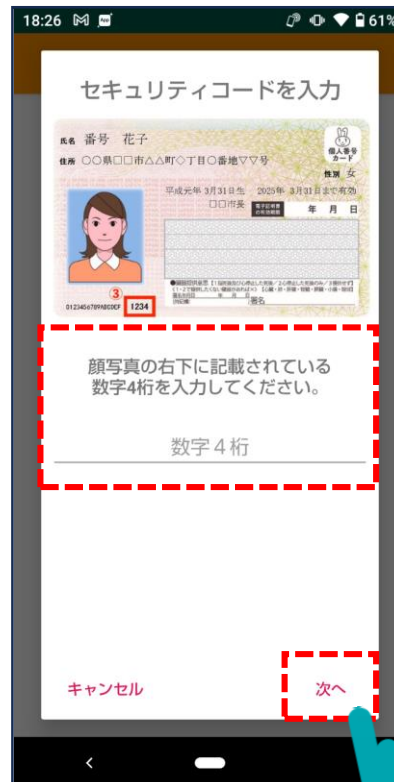 18:26 61%
セキュリティコードを入力
氏名 番号 花子
個人番号
カード
住所 ○○県□□市△△町◇丁目○番地▽▽号
性別 女
平成元年 3月31日生 2025年 3月31日まで有効
□□市長 電子証明書の有効期限 年 月 日
③
0123456789ABCDEF 1234
署名
顔写真の右下に記載されている
数字4桁を入力してください。
数字4桁
キャンセル 次へ